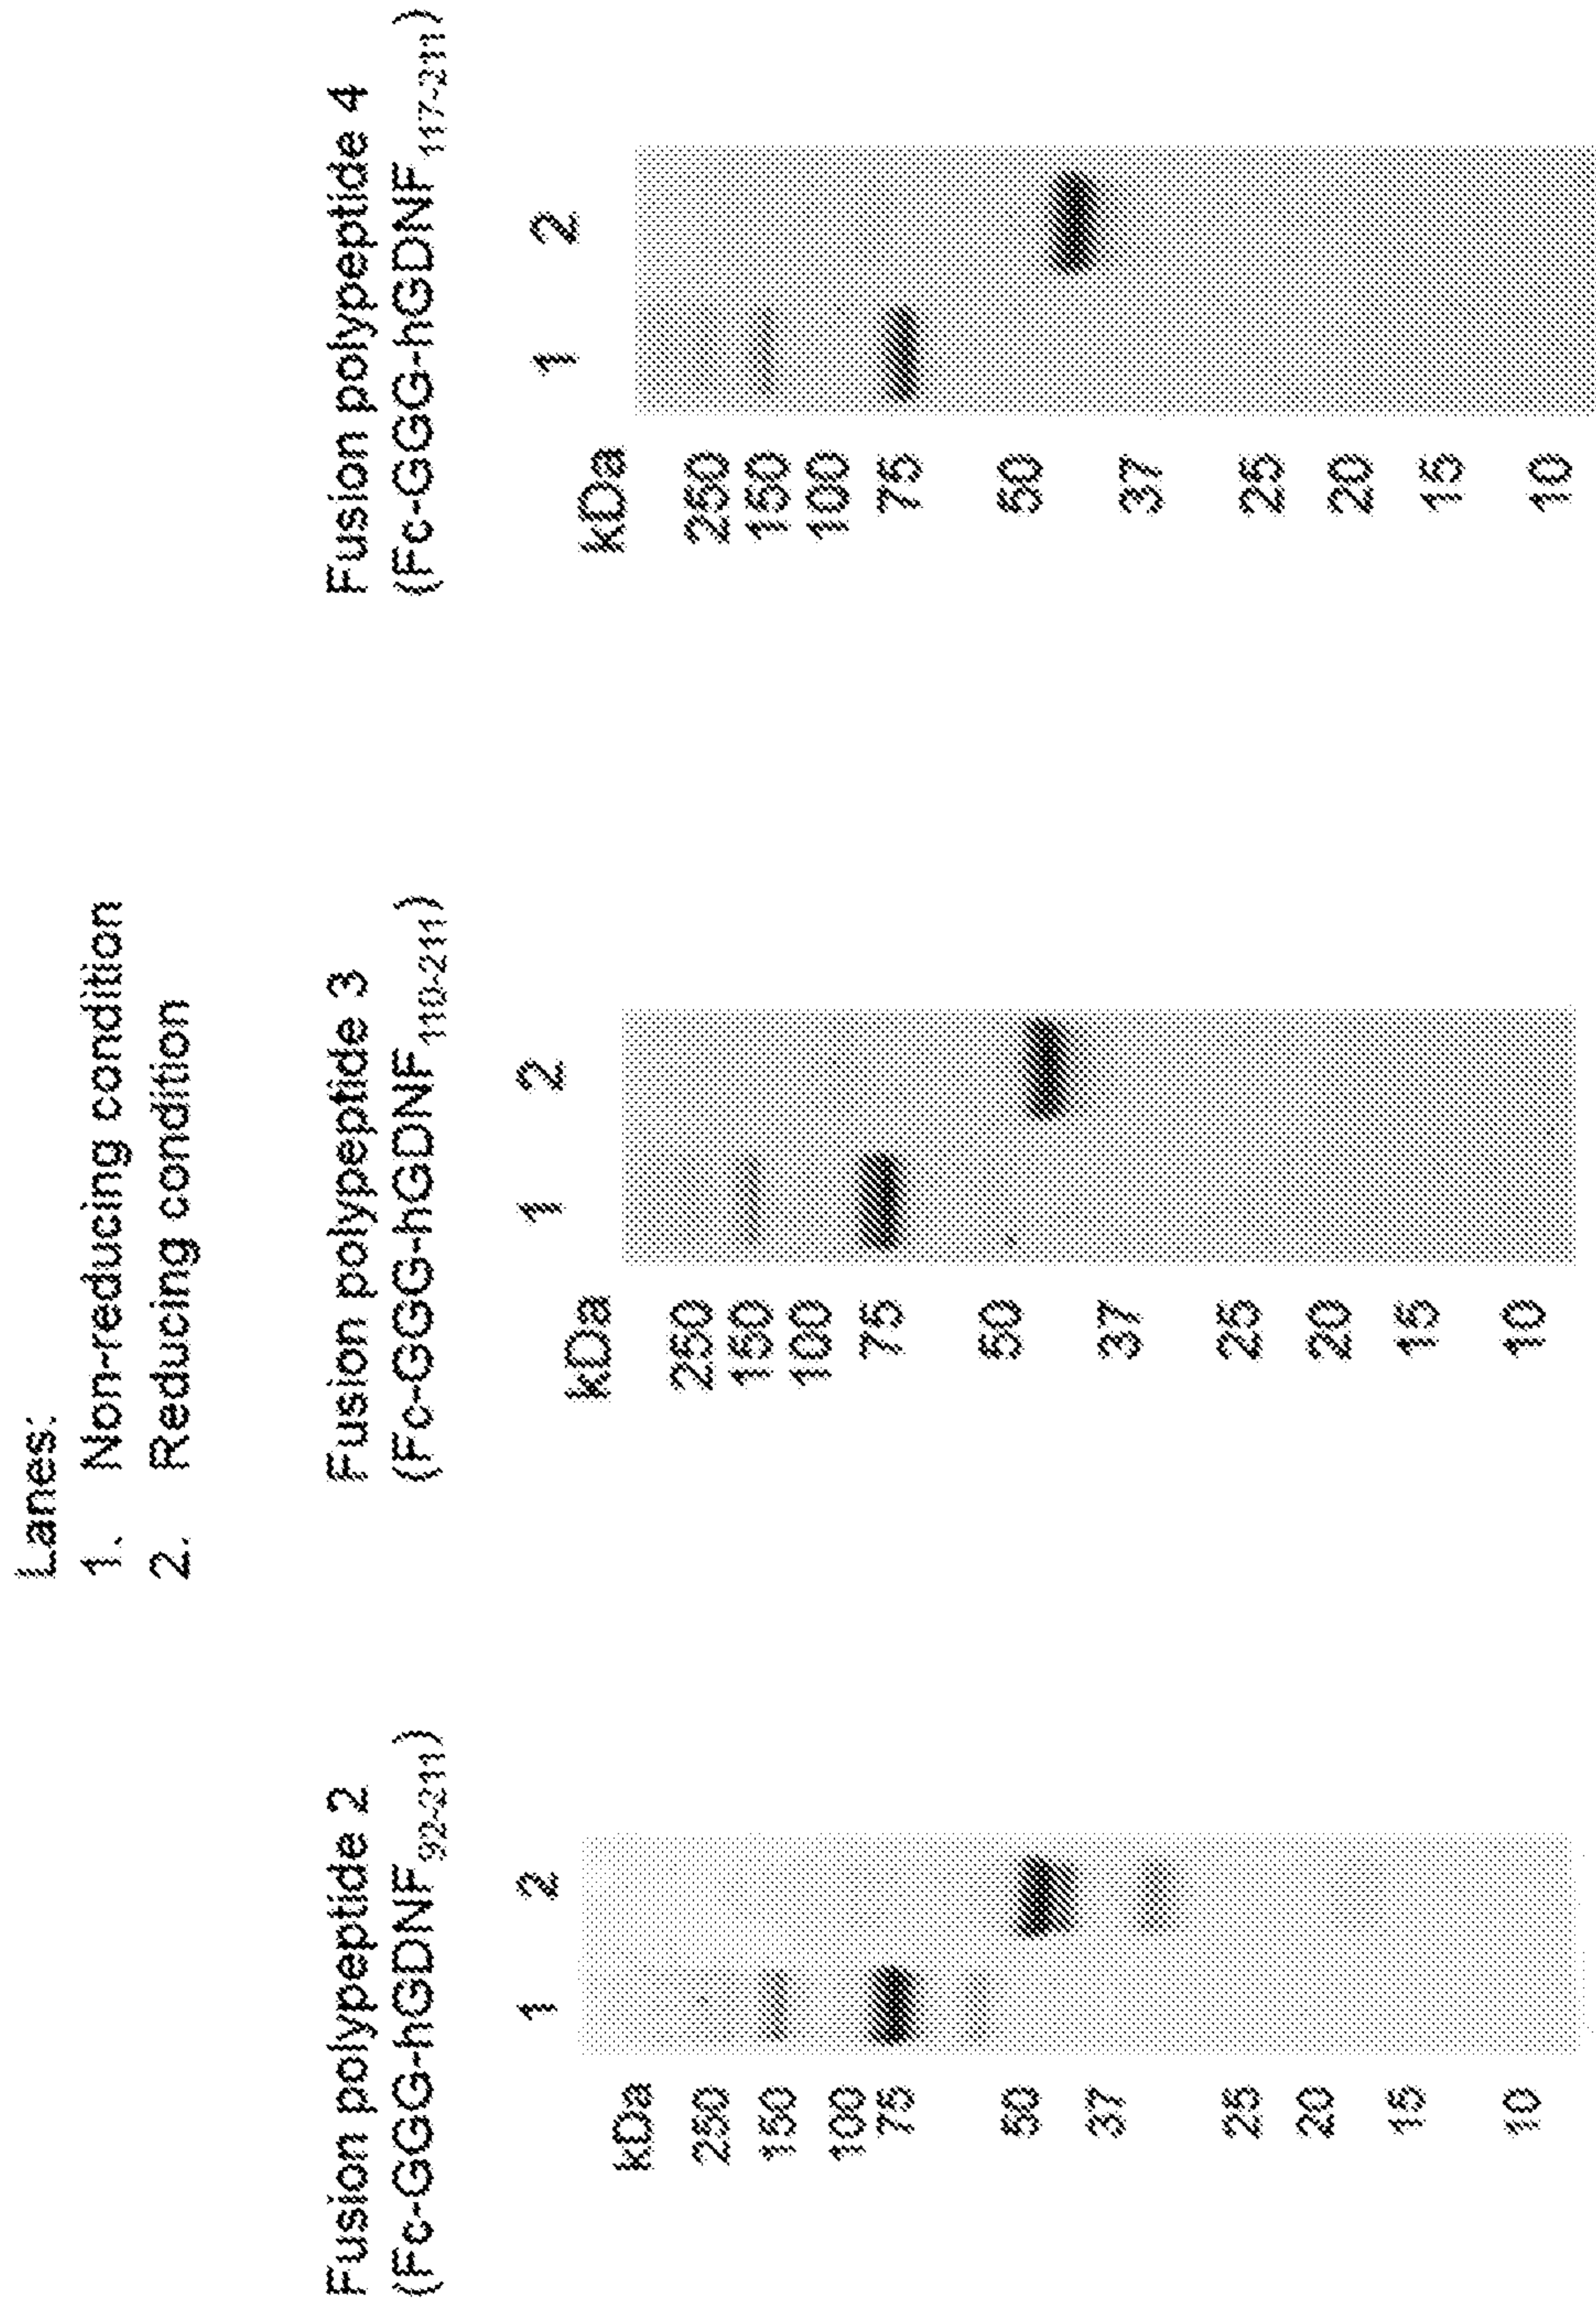 Lanes:
1. Non-reducing condition
2. Reducing condition
Fusion polypeptide 2
(Fc-GGG-hGDNF92-211)
1 2
kDa
250
150
100
75
50
37
25
20
15
10
Fusion polypeptide 3
(Fc-GGG-hGDNF110-211)
1 2
kDa
250
150
100
75
50
37
25
20
15
10
Fusion polypeptide 4
(Fc-GGG-hGDNF117-211)
1 2
kDa
250
150
100
75
50
37
25
20
15
10